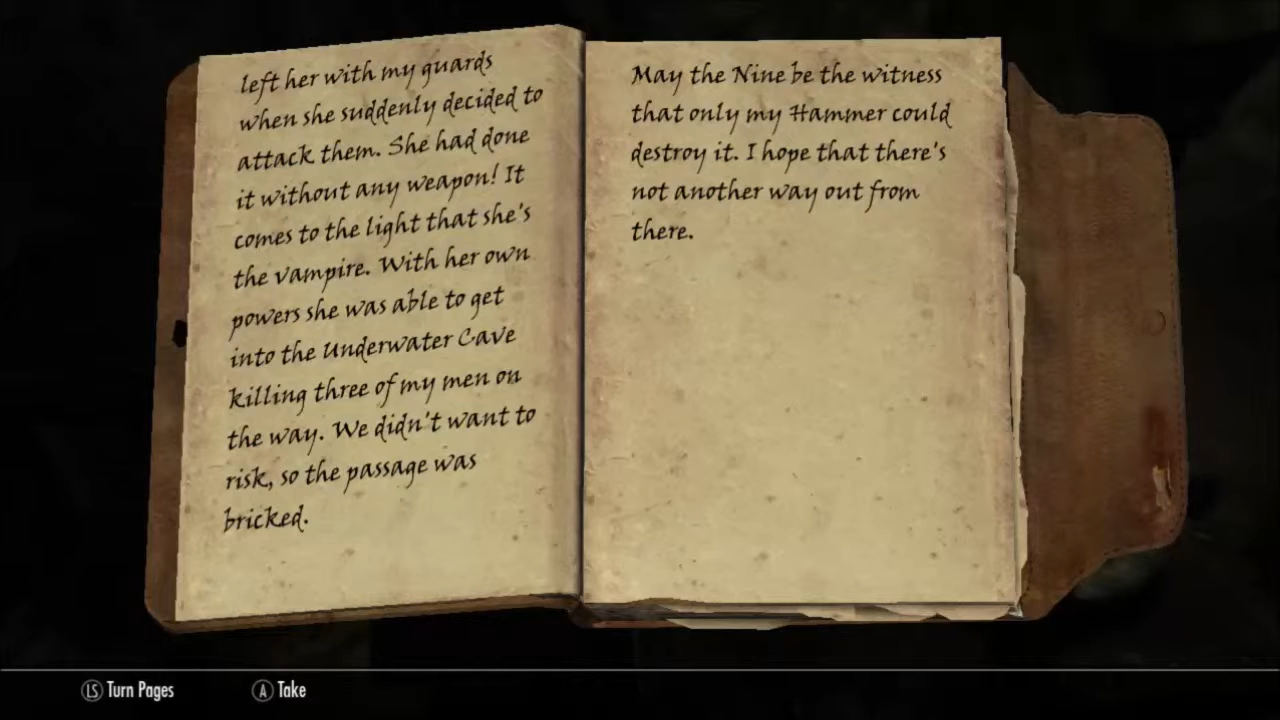 left her with my guards
when she suddenly decided to
attack them. She had done
it without any weapon! It
comes to the light that she's
the vampire. With her own
powers she was able to get
into the Underwater Cave
killing three of my men on
the way. We didn't want to
risk, so the passage was
bricked.
May the Nine be the witness
that only my Hammer could
destroy it. I hope that there's
not another way out from
there.
LS Turn Pages
A Take